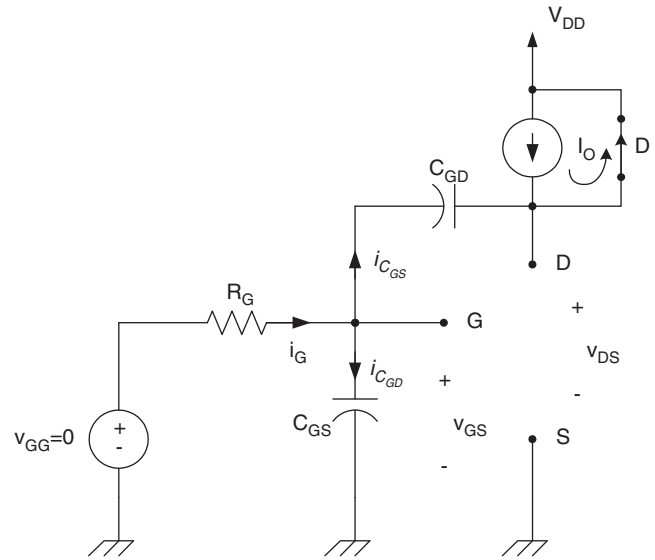 V_DD
I_O
D
C_GD
i_C_GS
D
R_G
G
+
i_G
i_C_GD
v_DS
+
-
C_GS
v_GS
v_GG=0
+
-
S
-